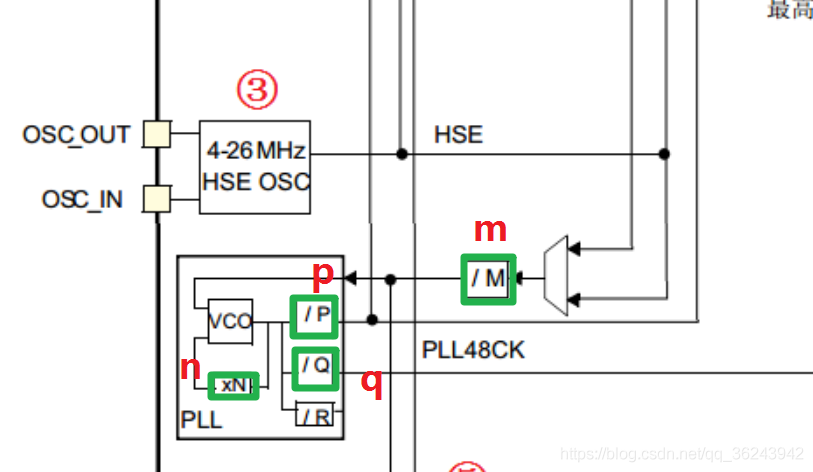 最高
③
OSC_OUT
4-26 MHz
HSE OSC
HSE
OSC_IN
m
p
/ M
/ P
VCO
PLL48CK
n
/ Q
q
xN
PLL
/ R
https://blog.csdn.net/qq_36243942